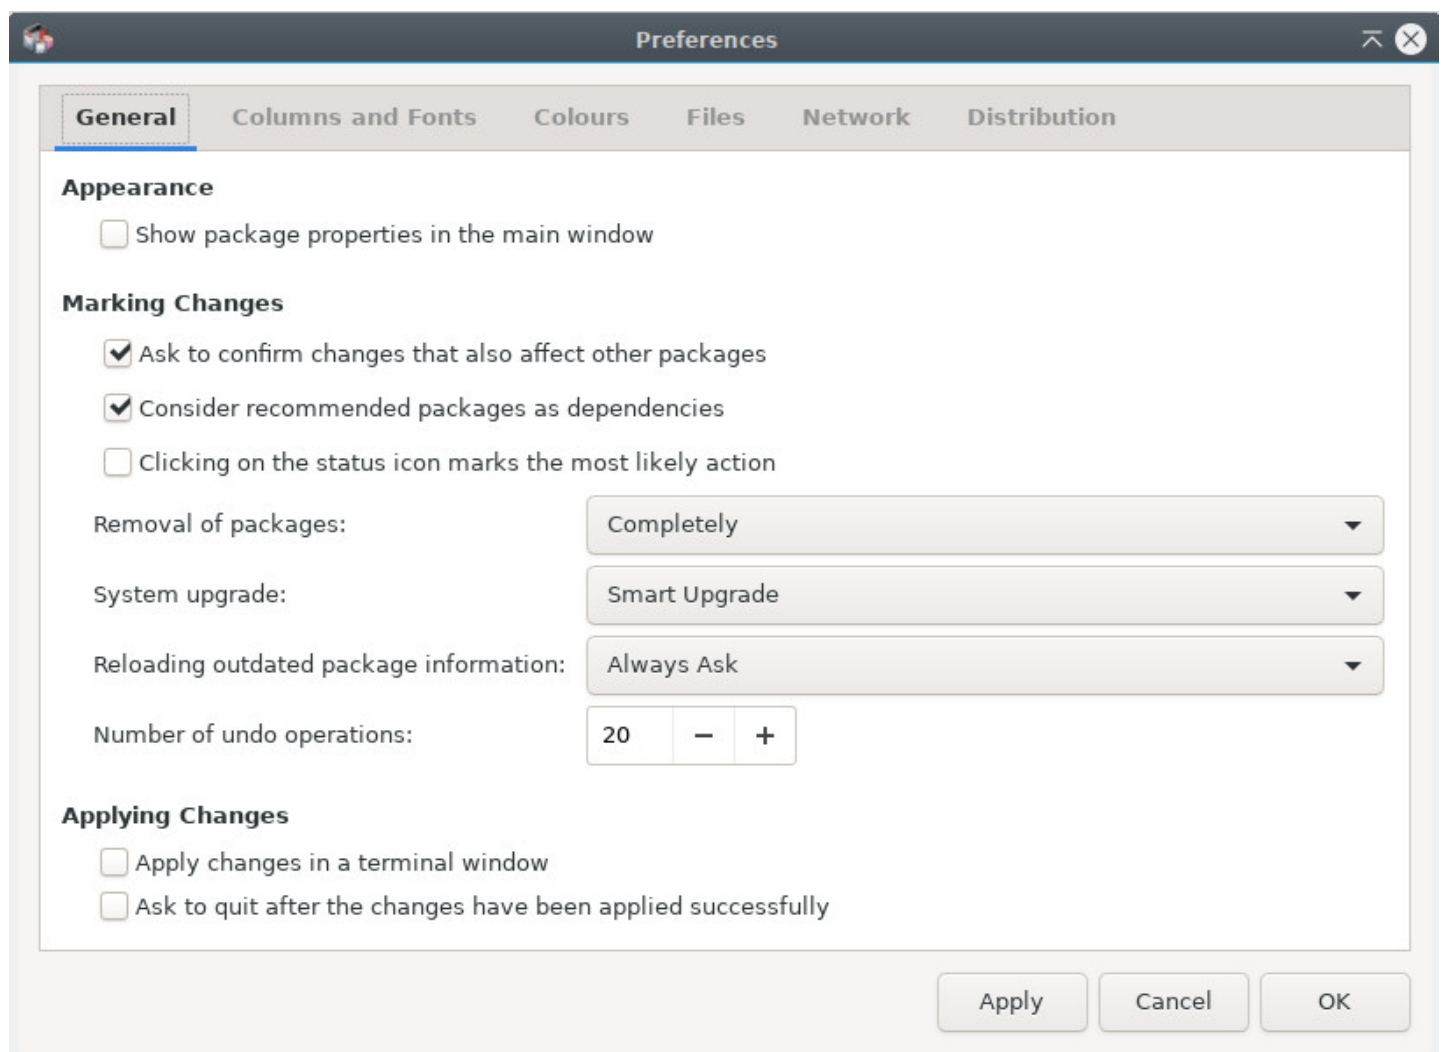 Preferences
General Columns and Fonts Colours Files Network Distribution
Appearance
Show package properties in the main window
Marking Changes
Ask to confirm changes that also affect other packages
Consider recommended packages as dependencies
Clicking on the status icon marks the most likely action
Removal of packages: Completely
System upgrade: Smart Upgrade
Reloading outdated package information: Always Ask
Number of undo operations: 20 − +
Applying Changes
Apply changes in a terminal window
Ask to quit after the changes have been applied successfully
Apply Cancel OK